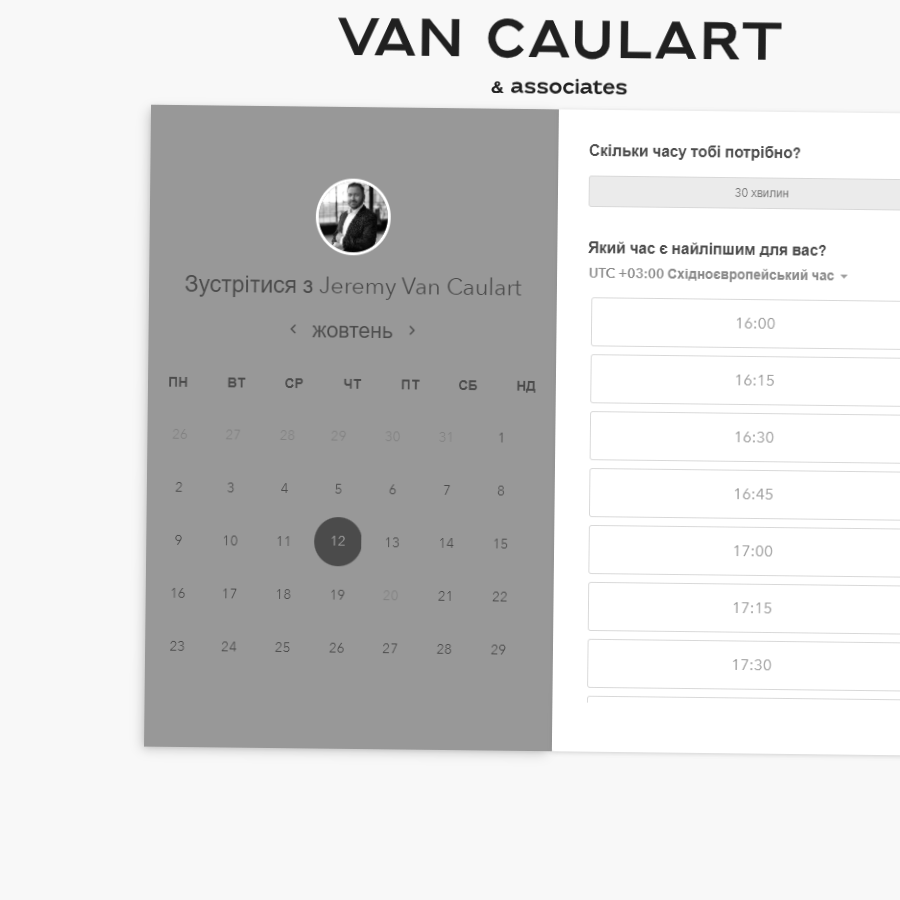 VAN CAULART
& associates
Зустрітися з Jeremy Van Caulart
жовтень
ПН ВТ СР ЧТ ПТ СБ НД
26 27 28 29 30 31 1
2 3 4 5 6 7 8
9 10 11 12 13 14 15
16 17 18 19 20 21 22
23 24 25 26 27 28 29
Скільки часу тобі потрібно?
30 хвилин
Який час є найліпшим для вас?
UTC +03:00 Східноєвропейський час
16:00
16:15
16:30
16:45
17:00
17:15
17:30